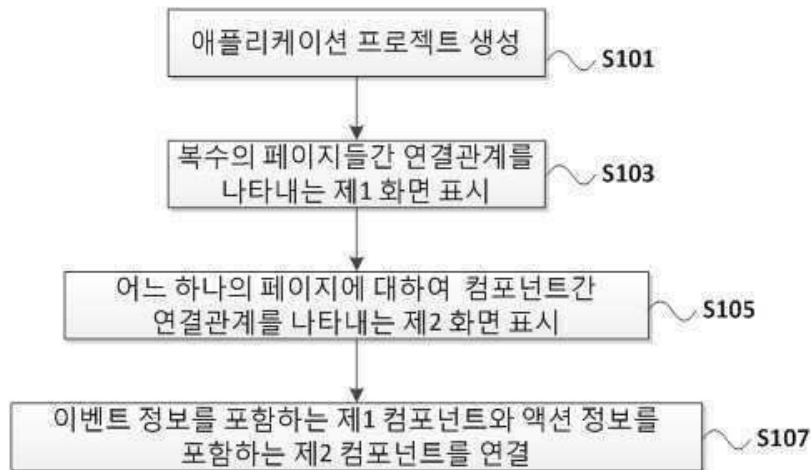 애플리케이션 프로젝트 생성
S101
복수의 페이지들간 연결관계를
나타내는 제1 화면 표시
S103
어느 하나의 페이지에 대하여 컴포넌트간
연결관계를 나타내는 제2 화면 표시
S105
이벤트 정보를 포함하는 제1 컴포넌트와 액션 정보를
포함하는 제2 컴포넌트를 연결
S107